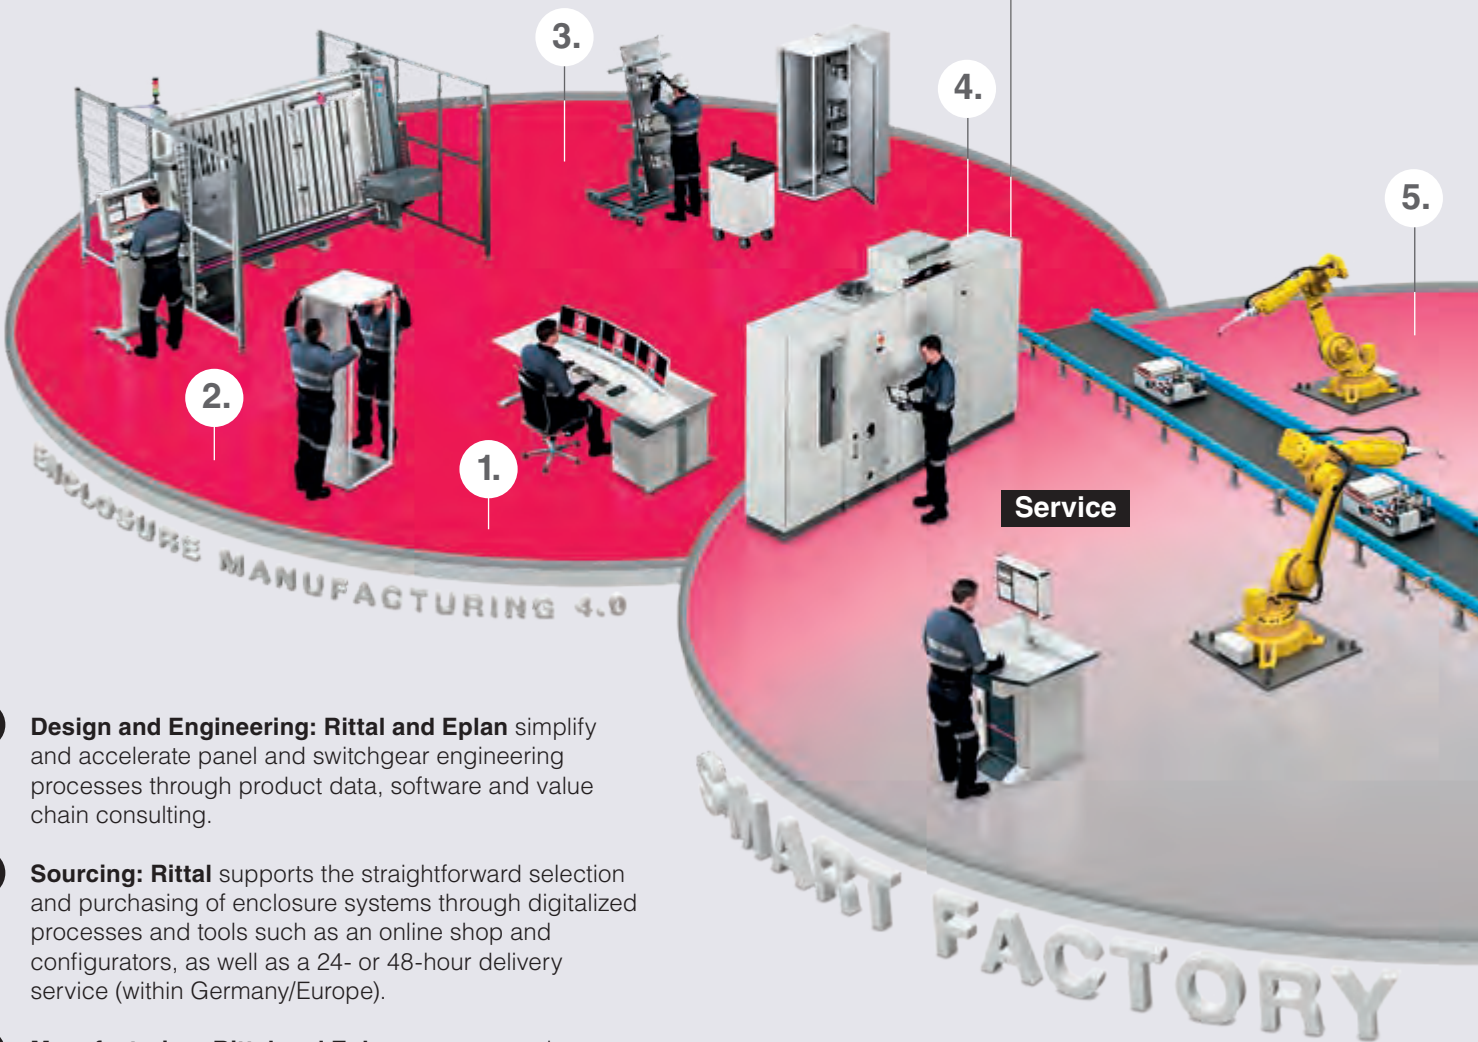 3.
4.
5.
2.
1.
Service
ENCLOSURE MANUFACTURING 4.0
SMART FACTORY
Design and Engineering: Rittal and Eplan simplify
and accelerate panel and switchgear engineering
processes through product data, software and value
chain consulting.
Sourcing: Rittal supports the straightforward selection
and purchasing of enclosure systems through digitalized
processes and tools such as an online shop and
configurators, as well as a 24- or 48-hour delivery
service (within Germany/Europe).